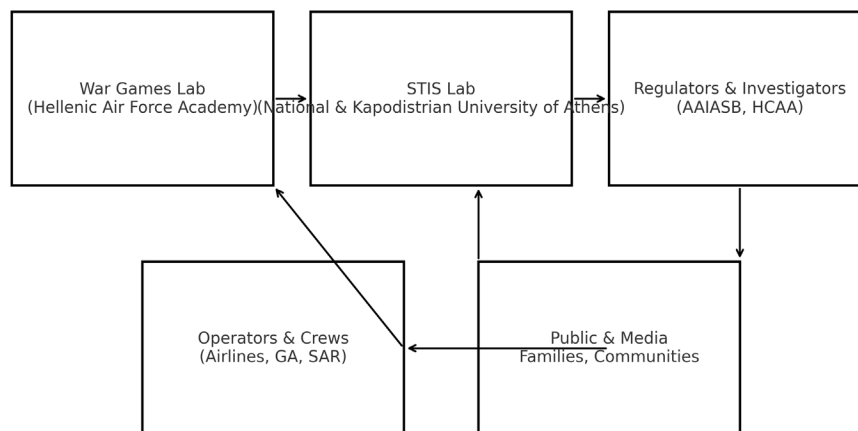 War Games Lab
(Hellenic Air Force Academy)
STIS Lab
(National & Kapodistrian University of Athens)
Regulators & Investigators
(AAIASB, HCAA)
Operators & Crews
(Airlines, GA, SAR)
Public & Media
Families, Communities